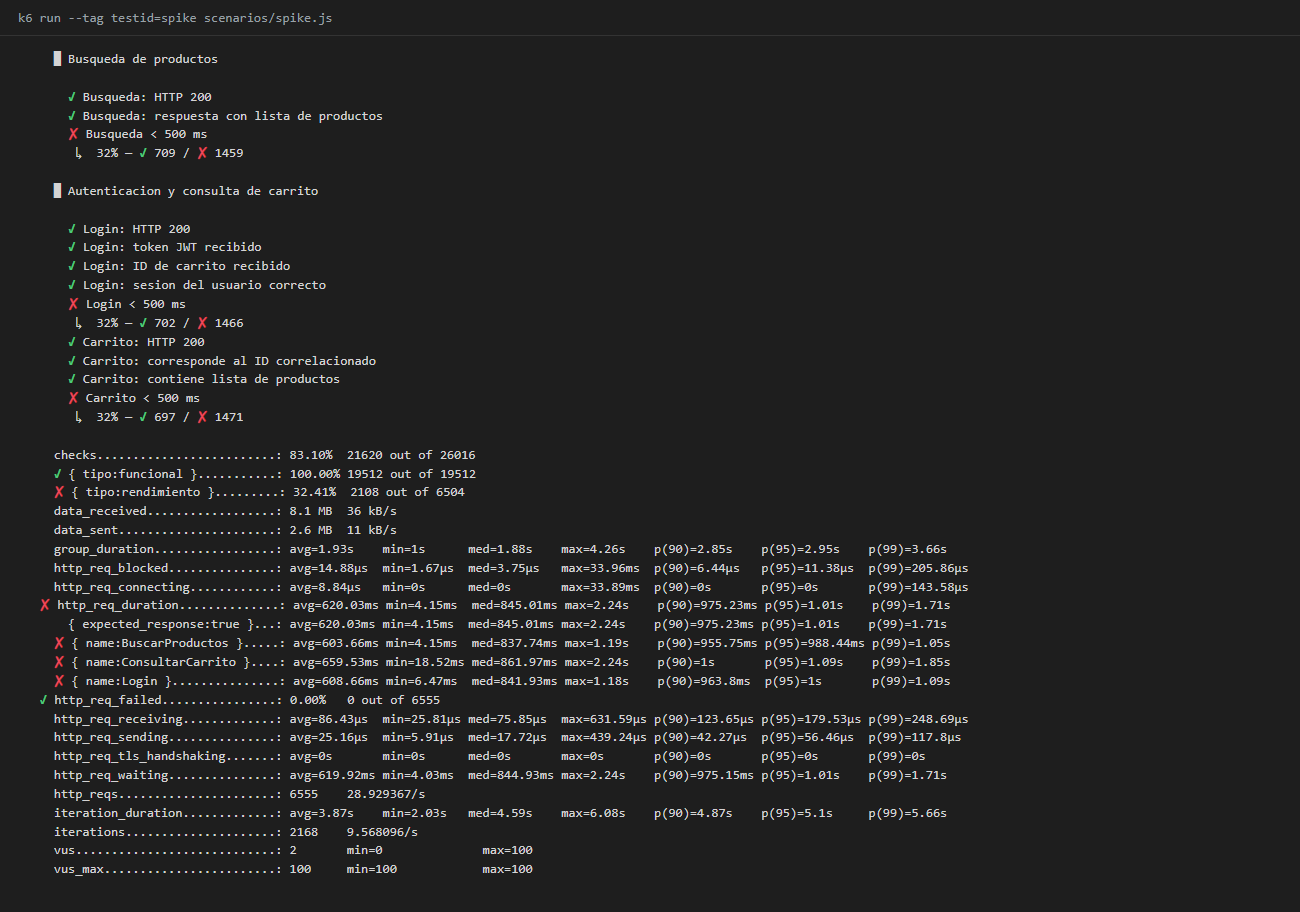 k6 run --tag testid=spike scenarios/spike.js
█ Busqueda de productos
✓ Busqueda: HTTP 200
✓ Busqueda: respuesta con lista de productos
✗ Busqueda < 500 ms
↳  32% — ✓ 709 / ✗ 1459
█ Autenticacion y consulta de carrito
✓ Login: HTTP 200
✓ Login: token JWT recibido
✓ Login: ID de carrito recibido
✓ Login: sesion del usuario correcto
✗ Login < 500 ms
↳  32% — ✓ 702 / ✗ 1466
✓ Carrito: HTTP 200
✓ Carrito: corresponde al ID correlacionado
✓ Carrito: contiene lista de productos
✗ Carrito < 500 ms
↳  32% — ✓ 697 / ✗ 1471
checks.........................: 83.10%  21620 out of 26016
✓ { tipo:funcional }...........: 100.00% 19512 out of 19512
✗ { tipo:rendimiento }.........: 32.41%  2108 out of 6504
data_received..................: 8.1 MB  36 kB/s
data_sent......................: 2.6 MB  11 kB/s
group_duration.................: avg=1.93s    min=1s      med=1.88s    max=4.26s    p(90)=2.85s    p(95)=2.95s    p(99)=3.66s
http_req_blocked...............: avg=14.88µs  min=1.67µs  med=3.75µs   max=33.96ms  p(90)=6.44µs   p(95)=11.38µs  p(99)=205.86µs
http_req_connecting............: avg=8.84µs   min=0s      med=0s       max=33.89ms  p(90)=0s       p(95)=0s       p(99)=143.58µs
✗ http_req_duration..............: avg=620.03ms min=4.15ms  med=845.01ms max=2.24s    p(90)=975.23ms p(95)=1.01s    p(99)=1.71s
{ expected_response:true }...: avg=620.03ms min=4.15ms  med=845.01ms max=2.24s    p(90)=975.23ms p(95)=1.01s    p(99)=1.71s
✗ { name:BuscarProductos }.....: avg=603.66ms min=4.15ms  med=837.74ms max=1.19s    p(90)=955.75ms p(95)=988.44ms p(99)=1.05s
✗ { name:ConsultarCarrito }....: avg=659.53ms min=18.52ms med=861.97ms max=2.24s    p(90)=1s       p(95)=1.09s    p(99)=1.85s
✗ { name:Login }...............: avg=608.66ms min=6.47ms  med=841.93ms max=1.18s    p(90)=963.8ms  p(95)=1s       p(99)=1.09s
✓ http_req_failed................: 0.00%   0 out of 6555
http_req_receiving.............: avg=86.43µs  min=25.81µs med=75.85µs  max=631.59µs p(90)=123.65µs p(95)=179.53µs p(99)=248.69µs
http_req_sending...............: avg=25.16µs  min=5.91µs  med=17.72µs  max=439.24µs p(90)=42.27µs  p(95)=56.46µs  p(99)=117.8µs
http_req_tls_handshaking.......: avg=0s       min=0s      med=0s       max=0s       p(90)=0s       p(95)=0s       p(99)=0s
http_req_waiting...............: avg=619.92ms min=4.03ms  med=844.93ms max=2.24s    p(90)=975.15ms p(95)=1.01s    p(99)=1.71s
http_reqs......................: 6555    28.929367/s
iteration_duration.............: avg=3.87s    min=2.03s   med=4.59s    max=6.08s    p(90)=4.87s    p(95)=5.1s     p(99)=5.66s
iterations.....................: 2168    9.568096/s
vus............................: 2       min=0              max=100
vus_max........................: 100     min=100            max=100